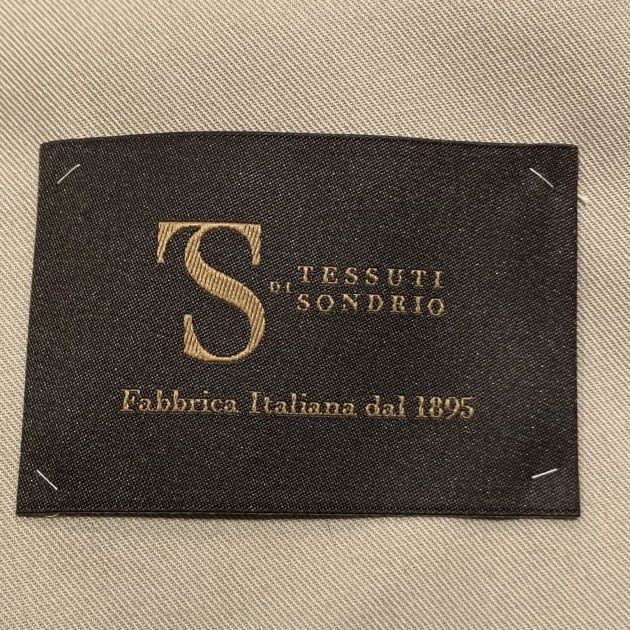 TS
TESSUTI
DI SONDRIO
Fabbrica Italiana dal 1895